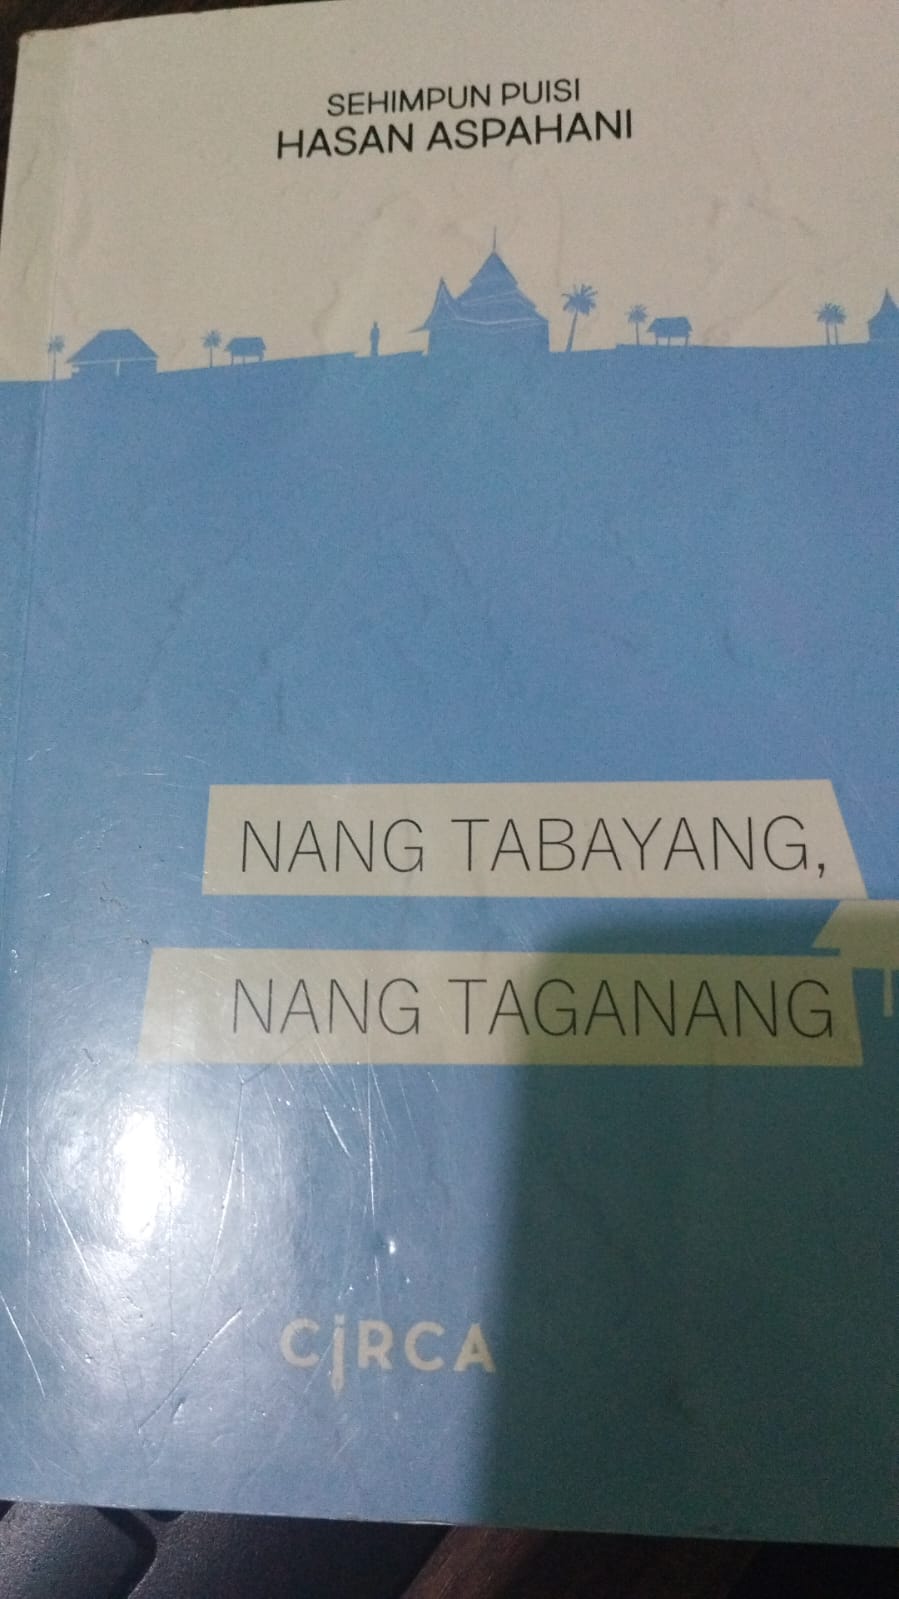 SEHIMPUN PUISI
HASAN ASPAHANI
NANG TABAYANG,
NANG TAGANANG
CiRCA